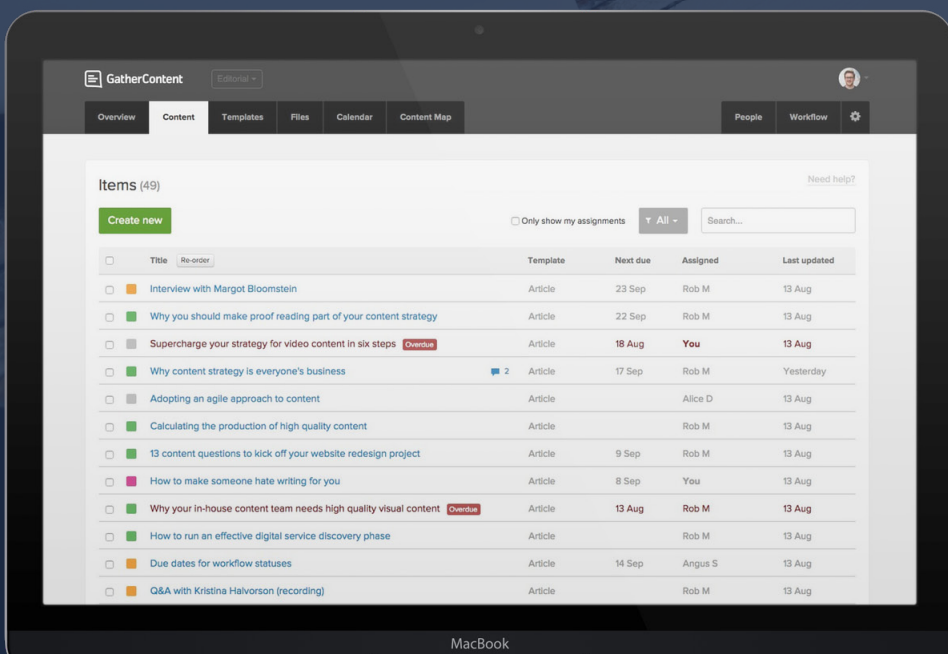 GatherContent Editorial
Overview Content Templates Files Calendar Content Map People Workflow
Items (49) Need help?
Create new Only show my assignments All Search...
Title Re-order Template Next due Assigned Last updated
Interview with Margot Bloomstein Article 23 Sep Rob M 13 Aug
Why you should make proof reading part of your content strategy Article 22 Sep Rob M 13 Aug
Supercharge your strategy for video content in six steps Overdue Article 18 Aug You 13 Aug
Why content strategy is everyone's business 2 Article 17 Sep Rob M Yesterday
Adopting an agile approach to content Article Alice D 13 Aug
Calculating the production of high quality content Article Rob M 13 Aug
13 content questions to kick off your website redesign project Article 9 Sep Rob M 13 Aug
How to make someone hate writing for you Article 8 Sep You 13 Aug
Why your in-house content team needs high quality visual content Overdue Article 13 Aug Rob M 13 Aug
How to run an effective digital service discovery phase Article Rob M 13 Aug
Due dates for workflow statuses Article 14 Sep Angus S 13 Aug
Q&A with Kristina Halvorson (recording) Article Rob M 13 Aug
MacBook